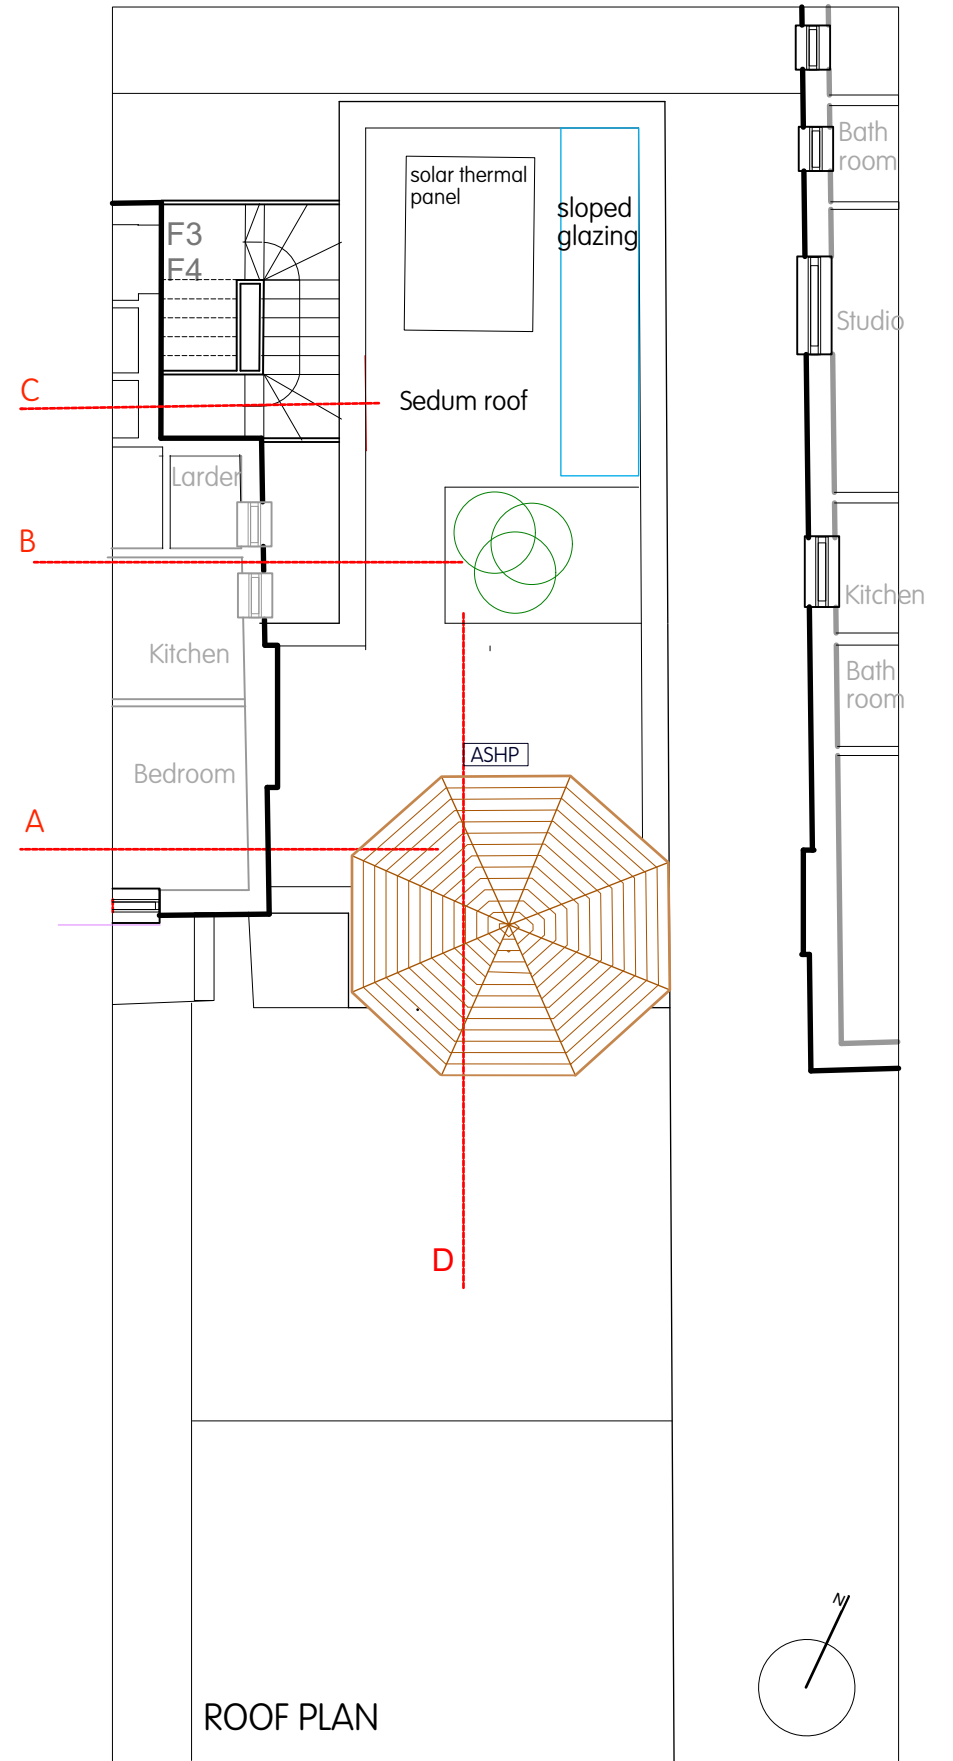 Bath
room
solar thermal
panel
sloped
glazing
F3
F4
Studio
C
Sedum roof
Larder
B
Kitchen
Kitchen
Bath
room
ASHP
Bedroom
A
D
N
ROOF PLAN